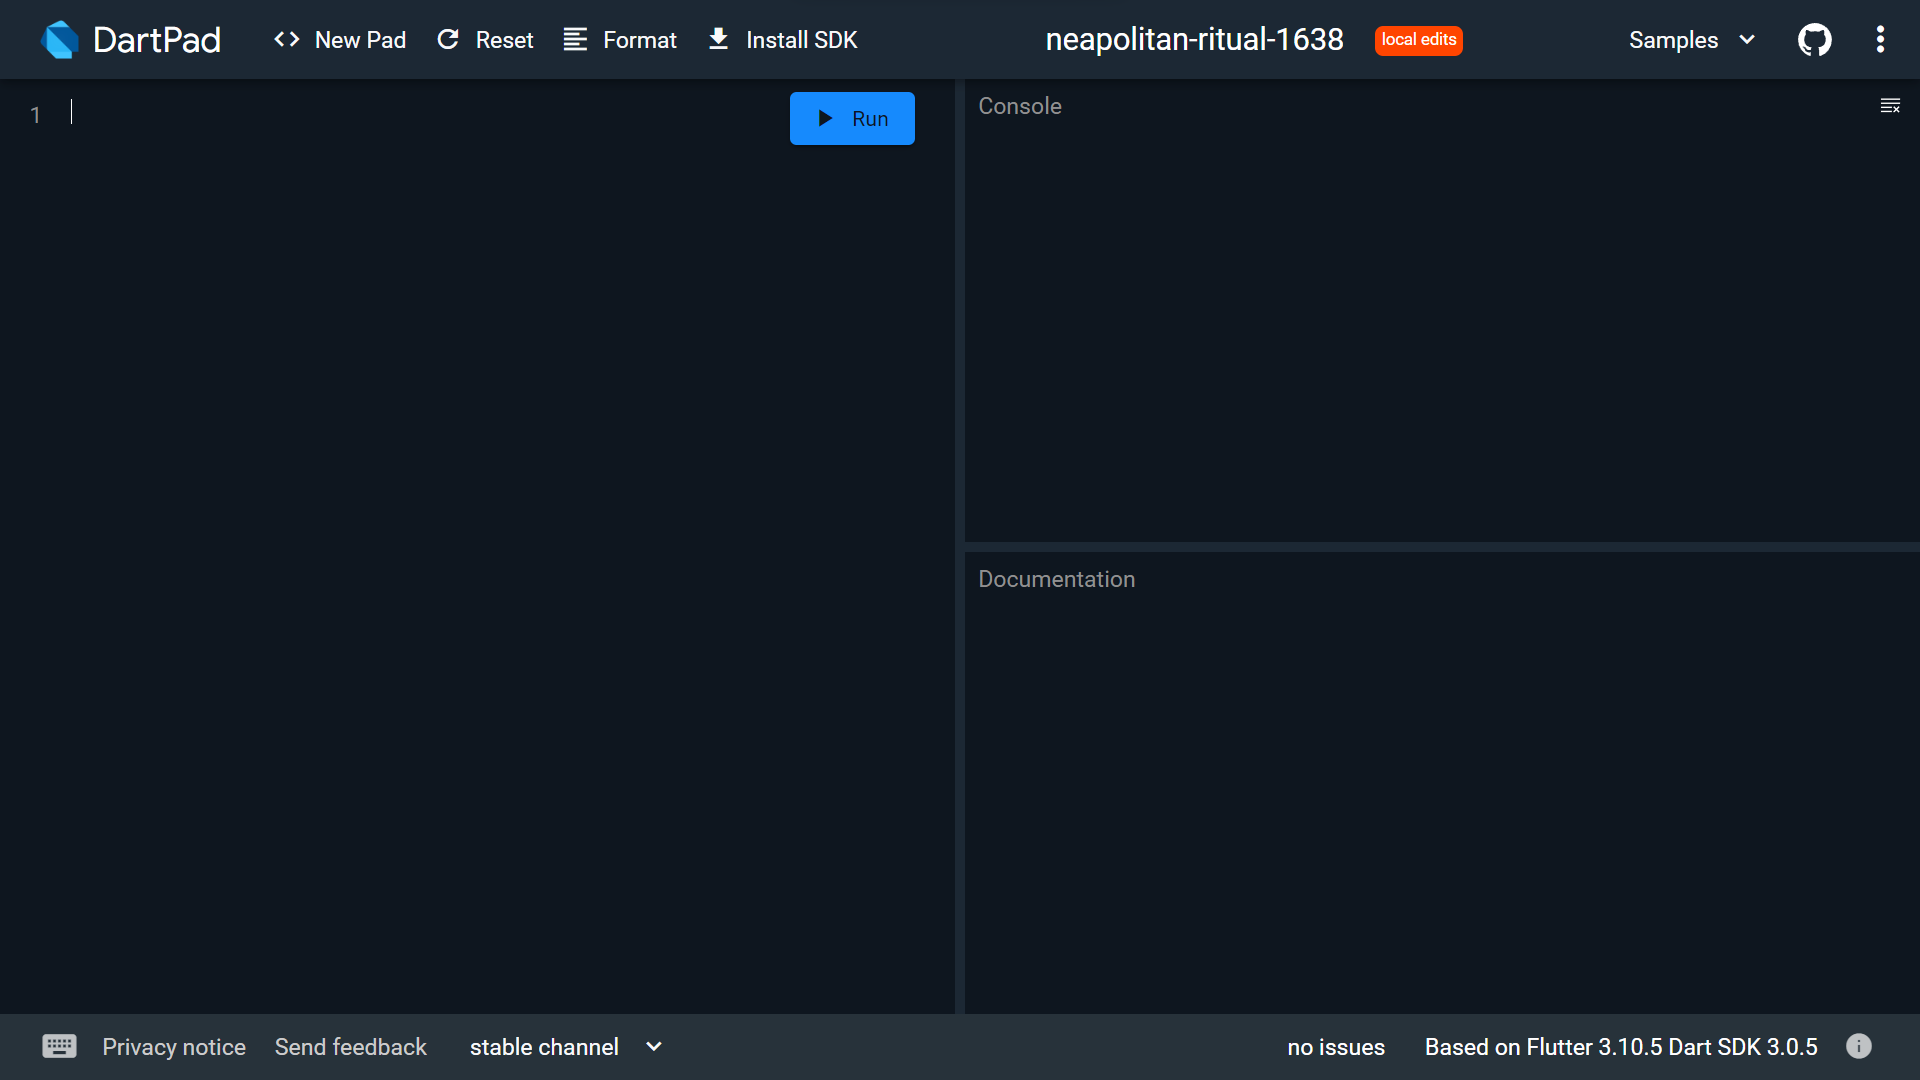 DartPad
New Pad
Reset
Format
Install SDK
neapolitan-ritual-1638
local edits
Samples
1
Run
Console
Documentation
Privacy notice
Send feedback
stable channel
no issues
Based on Flutter 3.10.5 Dart SDK 3.0.5